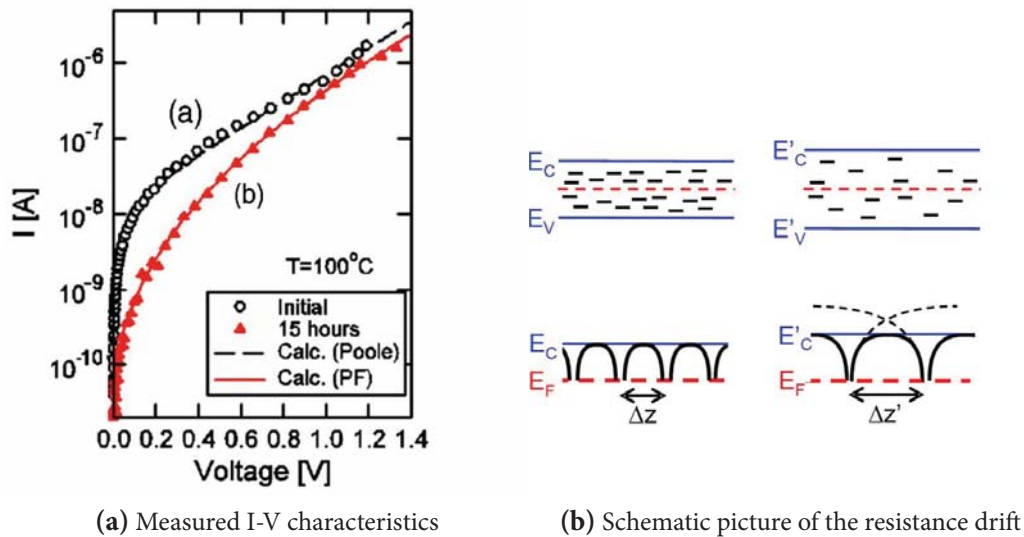 I [A]
10⁻⁶
10⁻⁷
10⁻⁸
10⁻⁹
10⁻¹⁰
(a)
(b)
T=100°C
Initial
15 hours
Calc. (Poole)
Calc. (PF)
0.0 0.2 0.4 0.6 0.8 1.0 1.2 1.4
Voltage [V]
(a) Measured I-V characteristics
E_C
E_V
E'_C
E'_V
E_C
E_F
Δz
E'_C
E_F
Δz'
(b) Schematic picture of the resistance drift